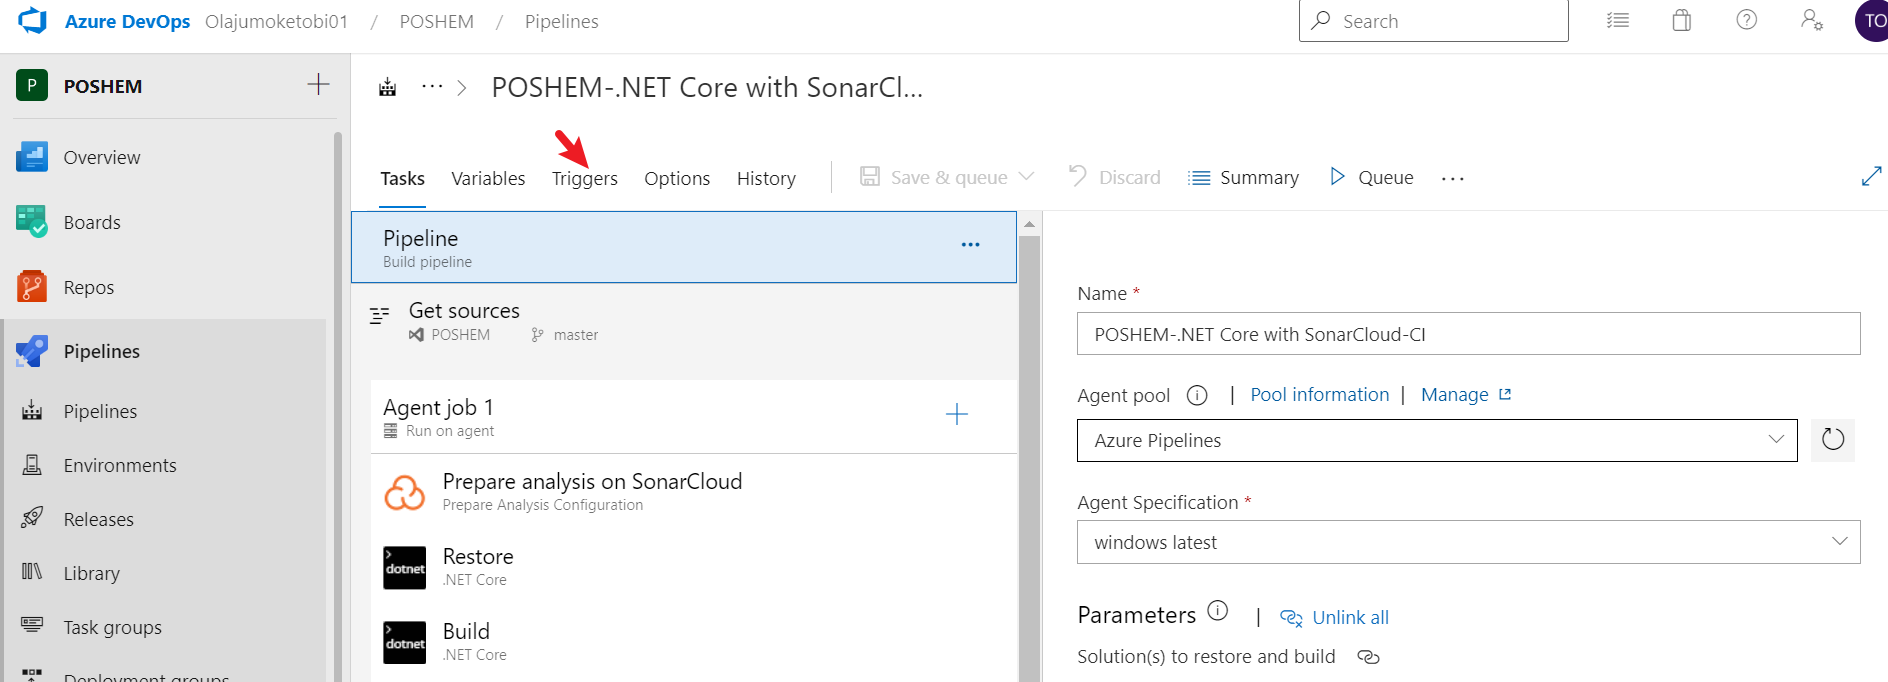 Azure DevOps Olajumoketobi01 / POSHEM / Pipelines
Search
TO
P POSHEM
Overview
Boards
Repos
Pipelines
Pipelines
Environments
Releases
Library
Task groups
Deployment groups
... > POSHEM-.NET Core with SonarCl...
Tasks Variables Triggers Options History
Save & queue Discard Summary Queue ...
Pipeline
Build pipeline
Get sources
POSHEM master
Agent job 1
Run on agent
Prepare analysis on SonarCloud
Prepare Analysis Configuration
dotnet
Restore
.NET Core
dotnet
Build
.NET Core
Name *
POSHEM-.NET Core with SonarCloud-CI
Agent pool | Pool information | Manage
Azure Pipelines
Agent Specification *
windows latest
Parameters | Unlink all
Solution(s) to restore and build